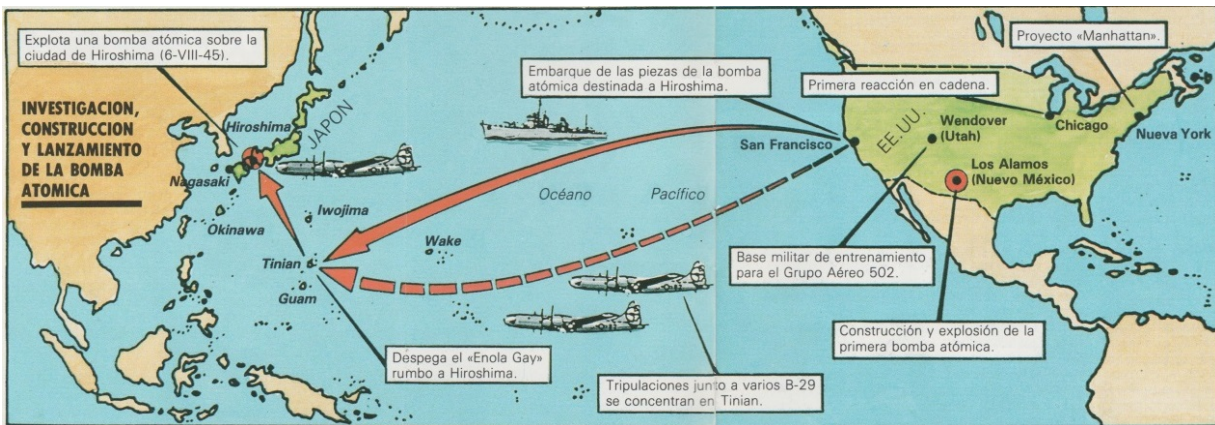 Explota una bomba atómica sobre la
ciudad de Hiroshima (6-VIII-45).
INVESTIGACION,
CONSTRUCCION
Y LANZAMIENTO
DE LA BOMBA
ATOMICA
Hiroshima
JAPON
Nagasaki
Okinawa
Iwojima
Tinian
Guam
Wake
Océano Pacífico
Despega el «Enola Gay»
rumbo a Hiroshima.
Embarque de las piezas de la bomba
atómica destinada a Hiroshima.
Tripulaciones junto a varios B-29
se concentran en Tinian.
Proyecto «Manhattan».
Primera reacción en cadena.
San Francisco
EE.UU.
Wendover
(Utah)
Chicago
Nueva York
Los Alamos
(Nuevo México)
Base militar de entrenamiento
para el Grupo Aéreo 502.
Construcción y explosión de la
primera bomba atómica.